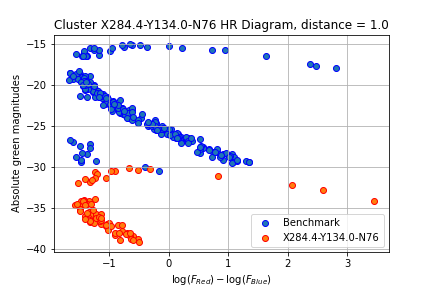 Cluster X284.4-Y134.0-N76 HR Diagram, distance = 1.0
Absolute green magnitudes
−15
−20
−25
−30
−35
−40
Benchmark
X284.4-Y134.0-N76
−1 0 1 2 3
log(F_Red) − log(F_Blue)